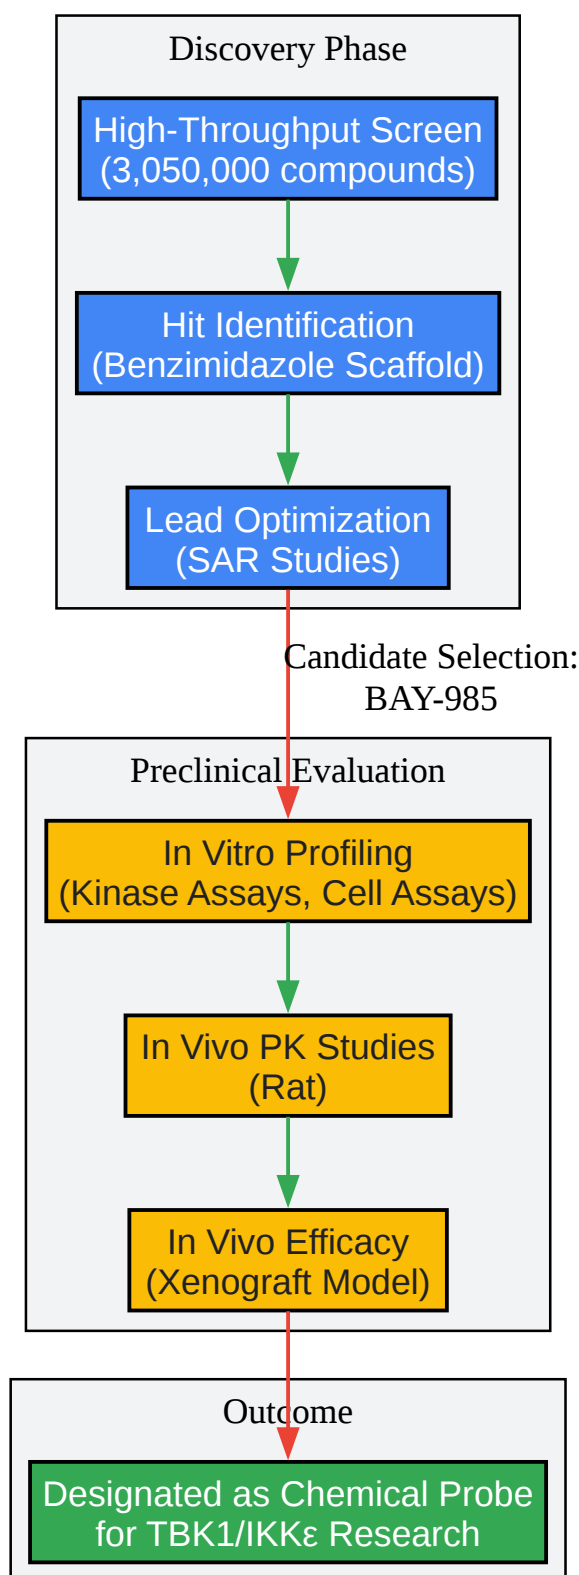 Discovery Phase
High-Throughput Screen
(3,050,000 compounds)
Hit Identification
(Benzimidazole Scaffold)
Lead Optimization
(SAR Studies)
Candidate Selection:
BAY-985
Preclinical Evaluation
In Vitro Profiling
(Kinase Assays, Cell Assays)
In Vivo PK Studies
(Rat)
In Vivo Efficacy
(Xenograft Model)
Outcome
Designated as Chemical Probe
for TBK1/IKKε Research